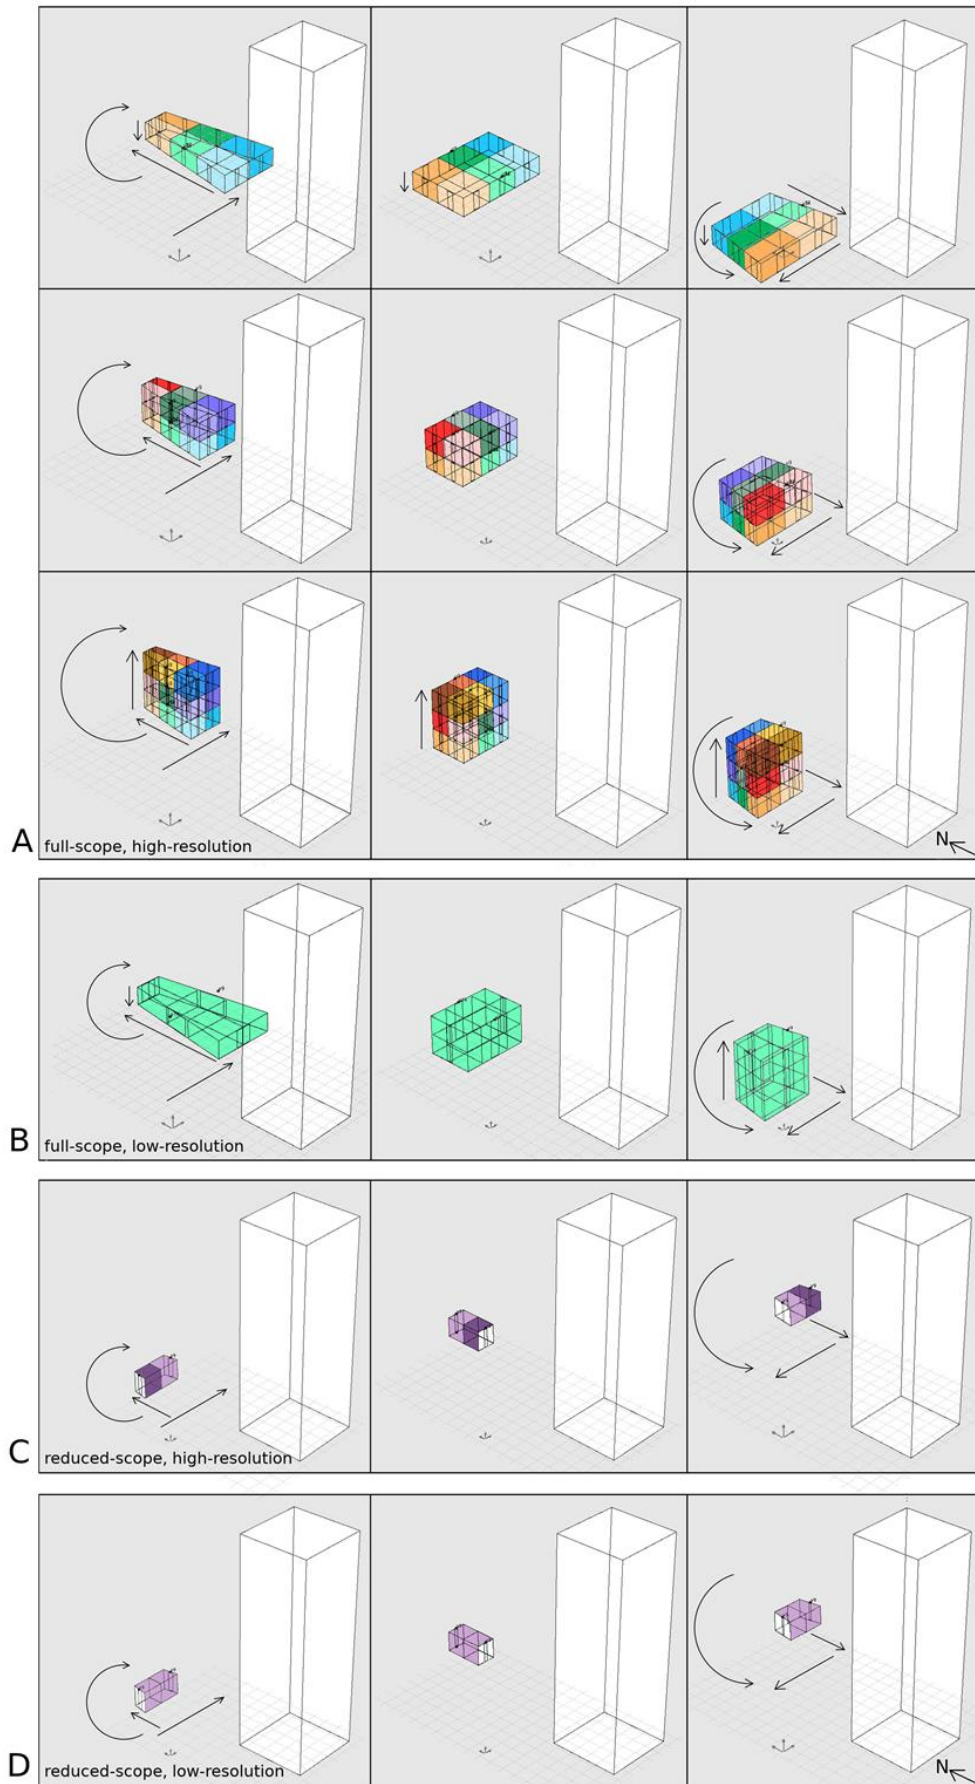 A
full-scope, high-resolution
N
B
full-scope, low-resolution
C
reduced-scope, high-resolution
D
reduced-scope, low-resolution
N